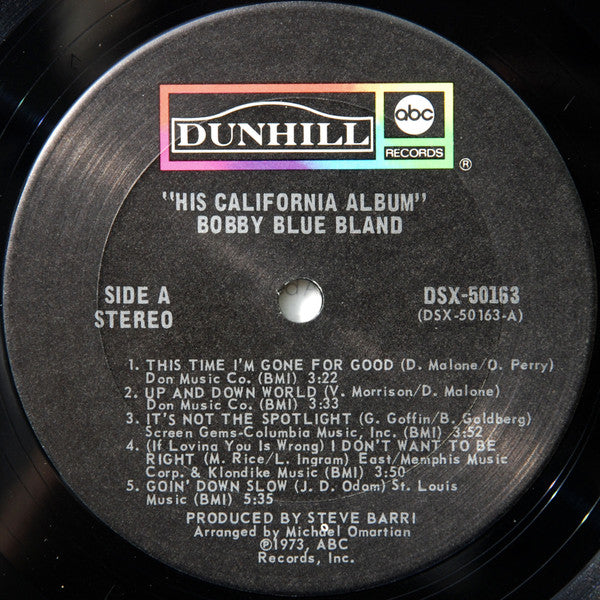 DUNHILL
abc
RECORDS
®
"HIS CALIFORNIA ALBUM"
BOBBY BLUE BLAND
SIDE A
STEREO
DSX-50163
(DSX-50163-A)
1. THIS TIME I'M GONE FOR GOOD (D. Malone/O. Perry)
Don Music Co. (BMI) 3:22
2. UP AND DOWN WORLD (V. Morrison/D. Malone)
Don Music Co. (BMI) 3:33
3. IT'S NOT THE SPOTLIGHT (G. Goffin/B. Goldberg)
Screen Gems-Columbia Music, Inc. (BMI) 3:52
4. (If Loving You Is Wrong) I DON'T WANT TO BE
RIGHT (M. Rice/L. Ingram) East/Memphis Music
Corp. & Klondike Music (BMI) 3:50
5. GOIN' DOWN SLOW (J. D. Odam) St. Louis
Music (BMI) 5:35
PRODUCED BY STEVE BARRI
Arranged by Michael Omartian
℗1973, ABC
Records, Inc.